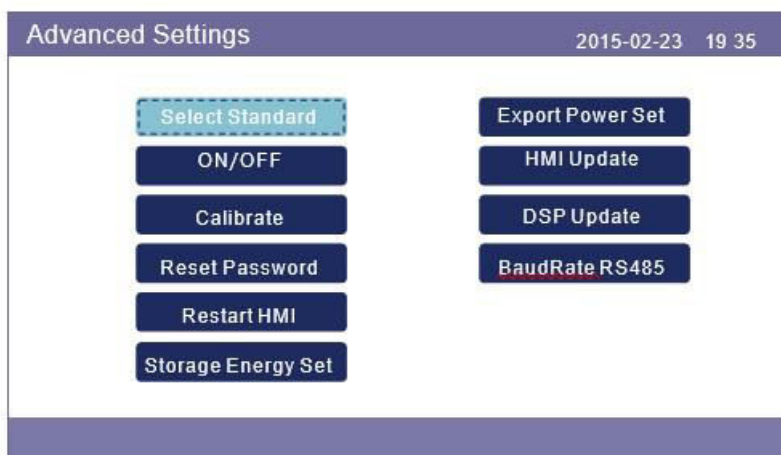 Advanced Settings
2015-02-23 19 35
Select Standard
ON/OFF
Calibrate
Reset Password
Restart HMI
Storage Energy Set
Export Power Set
HMI Update
DSP Update
BaudRate RS485